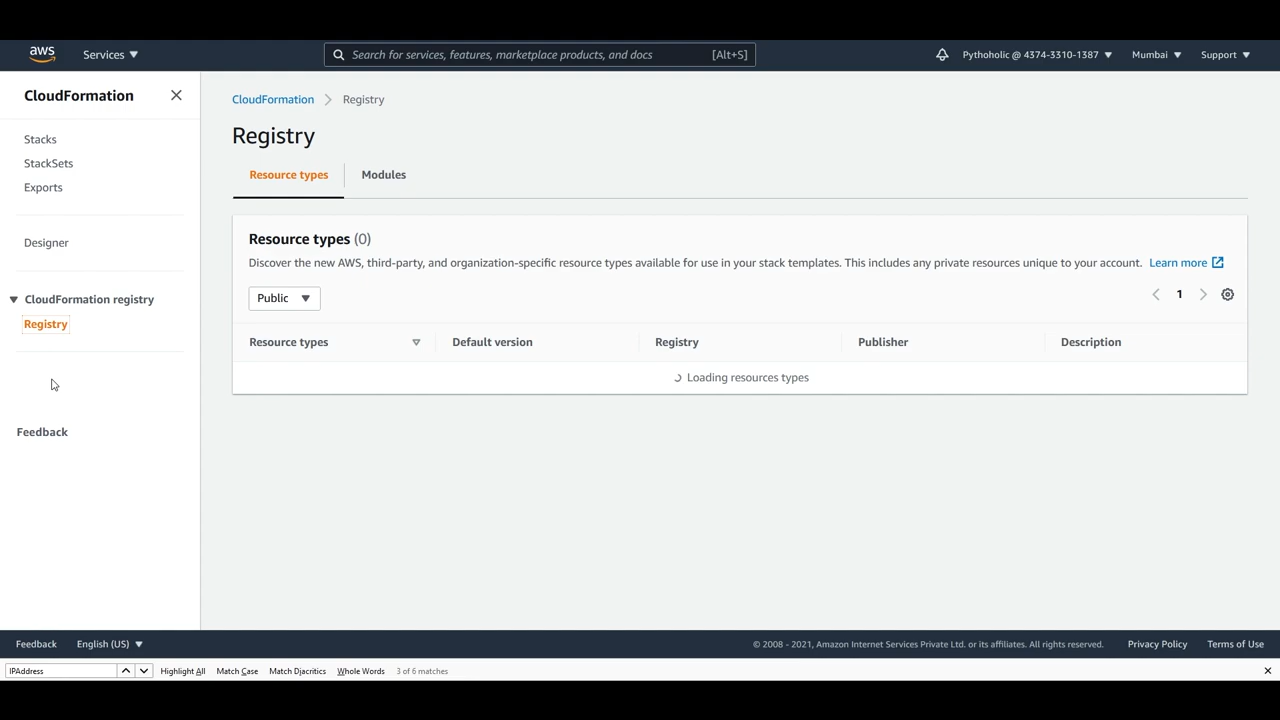 aws Services Search for services, features, marketplace products, and docs [Alt+S] Pythoholic @ 4374-3310-1387 Mumbai Support
CloudFormation
Stacks
StackSets
Exports
Designer
CloudFormation registry
Registry
Feedback
CloudFormation Registry
Registry
Resource types Modules
Resource types (0)
Discover the new AWS, third-party, and organization-specific resource types available for use in your stack templates. This includes any private resources unique to your account. Learn more
Public 1
Resource types Default version Registry Publisher Description
Loading resources types
Feedback English (US) © 2008 - 2021, Amazon Internet Services Private Ltd. or its affiliates. All rights reserved. Privacy Policy Terms of Use
IPAddress Highlight All Match Case Match Diacritics Whole Words 3 of 6 matches